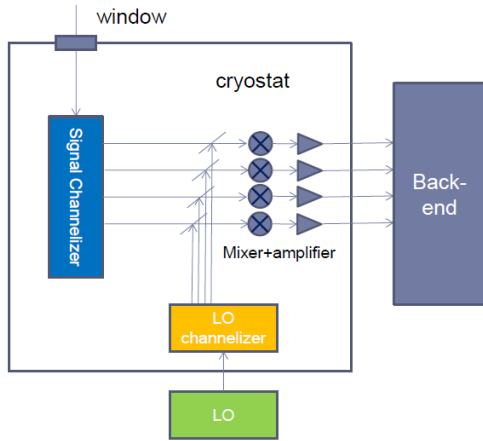 window
cryostat
Signal Channelizer
Back-
end
Mixer+amplifier
LO
channelizer
LO